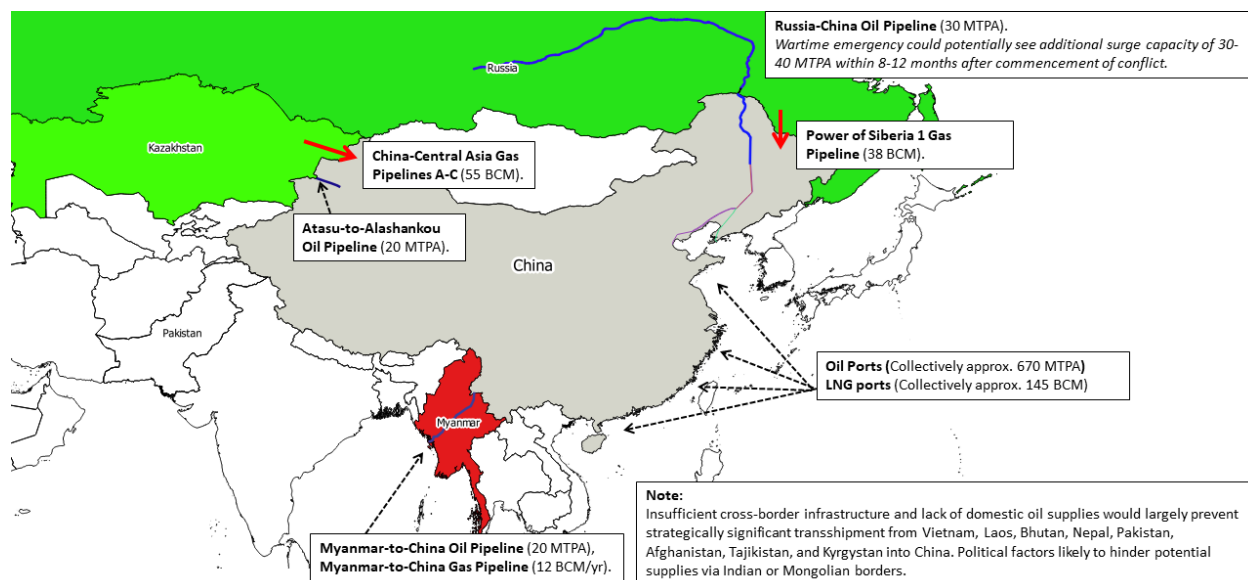 Russia-China Oil Pipeline (30 MTPA).
Wartime emergency could potentially see additional surge capacity of 30-
40 MTPA within 8-12 months after commencement of conflict.
Russia
Kazakhstan
China-Central Asia Gas
Pipelines A-C (55 BCM).
Power of Siberia 1 Gas
Pipeline (38 BCM).
Atasu-to-Alashankou
Oil Pipeline (20 MTPA).
China
Pakistan
Oil Ports (Collectively approx. 670 MTPA)
LNG ports (Collectively approx. 145 BCM)
Myanmar
Myanmar-to-China Oil Pipeline (20 MTPA),
Myanmar-to-China Gas Pipeline (12 BCM/yr).
Note:
Insufficient cross-border infrastructure and lack of domestic oil supplies would largely prevent
strategically significant transshipment from Vietnam, Laos, Bhutan, Nepal, Pakistan,
Afghanistan, Tajikistan, and Kyrgystan into China. Political factors likely to hinder potential
supplies via Indian or Mongolian borders.